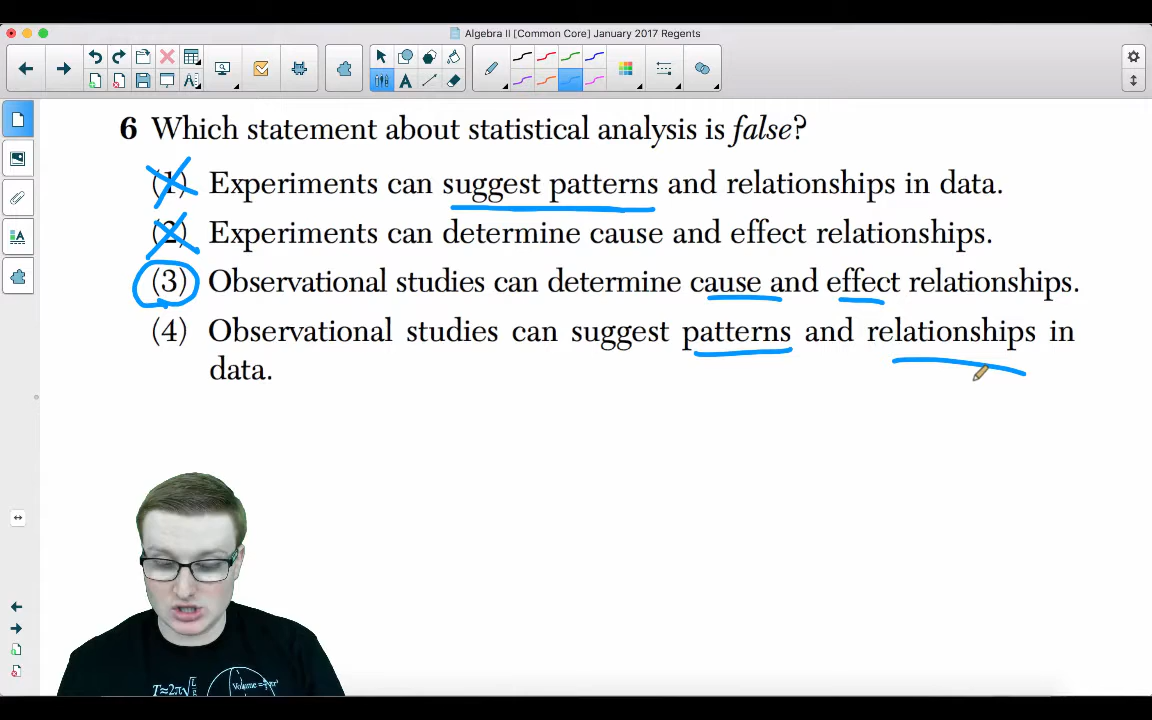 Algebra II [Common Core] January 2017 Regents
6 Which statement about statistical analysis is false?
(1) Experiments can suggest patterns and relationships in data.
(2) Experiments can determine cause and effect relationships.
(3) Observational studies can determine cause and effect relationships.
(4) Observational studies can suggest patterns and relationships in
data.